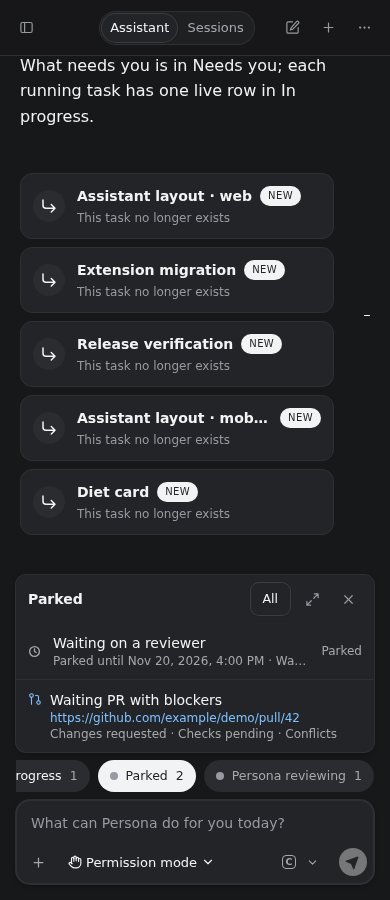 Assistant Sessions
What needs you is in Needs you; each
running task has one live row in In
progress.
Assistant layout · web NEW
This task no longer exists
Extension migration NEW
This task no longer exists
Release verification NEW
This task no longer exists
Assistant layout · mob... NEW
This task no longer exists
Diet card NEW
This task no longer exists
Parked All
Waiting on a reviewer
Parked until Nov 20, 2026, 4:00 PM · Wa... Parked
Waiting PR with blockers
https://github.com/example/demo/pull/42
Changes requested · Checks pending · Conflicts
rogress 1 Parked 2 Persona reviewing 1
What can Persona do for you today?
Permission mode C